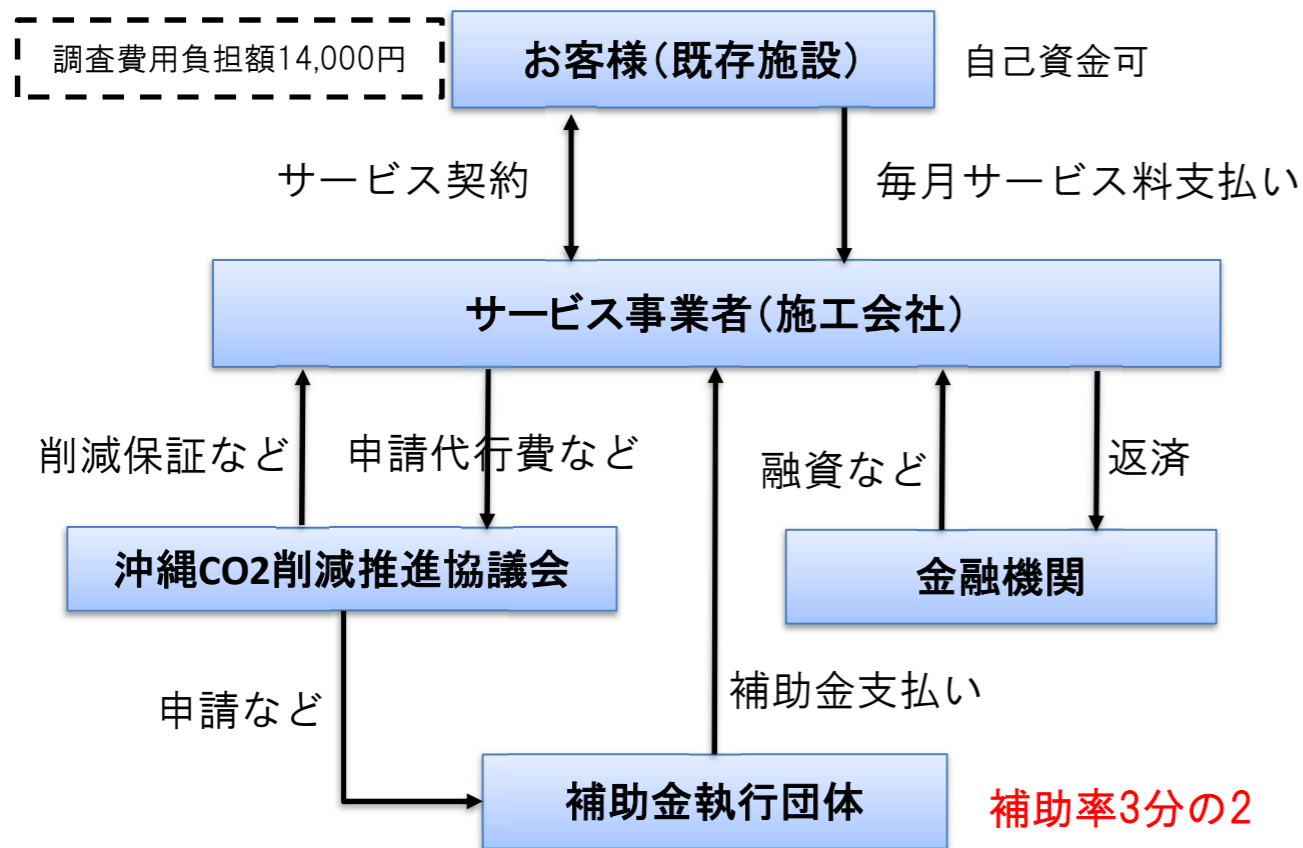 調査費用負担額14,000円
お客様(既存施設)
自己資金可
サービス契約
毎月サービス料支払い
サービス事業者(施工会社)
削減保証など
申請代行費など
融資など
返済
沖縄CO2削減推進協議会
金融機関
申請など
補助金支払い
補助金執行団体
補助率3分の2